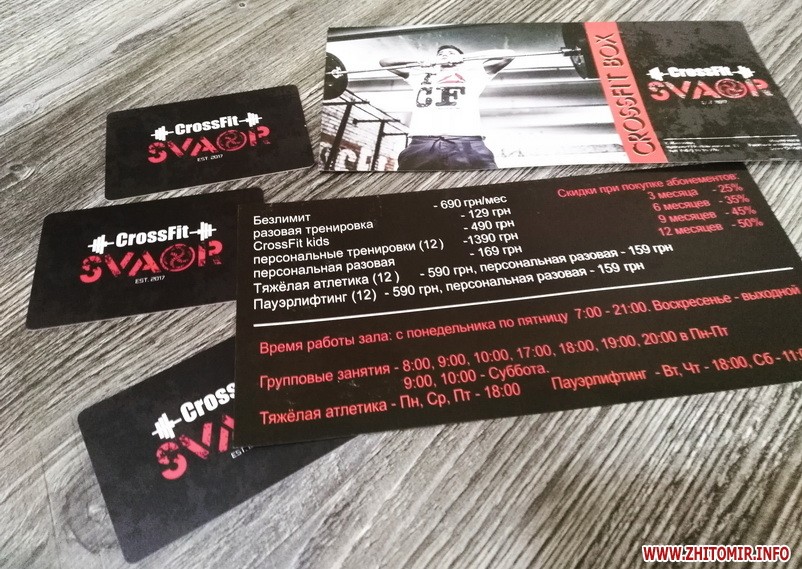 CrossFit
SVAOR
EST. 2017
CrossFit
SVAOR
EST. 2017
Cross
SVA
EST.
CF
CROSSFIT BOX
CrossFit
SVAOR
Безлимит - 690 грн/мес
разовая тренировка - 129 грн
CrossFit kids - 490 грн
персональные тренировки (12) -1390 грн
персональная разовая - 169 грн
Тяжёлая атлетика (12 ) - 590 грн, персональная разовая - 159 грн
Пауэрлифтинг (12) - 590 грн, персональная разовая - 159 грн
Скидки при покупке абонементов:
3 месяца - 25%
6 месяцев - 35%
9 месяцев - 45%
12 месяцев - 50%
Время работы зала: с понедельника по пятницу 7:00 - 21:00. Воскресенье - выходной
Групповые занятия - 8:00, 9:00, 10:00, 17:00, 18:00, 19:00, 20:00 в Пн-Пт
9:00, 10:00 - Суббота.
Тяжёлая атлетика - Пн, Ср, Пт - 18:00 Пауэрлифтинг - Вт, Чт - 18:00, Сб -
WWW.ZHITOMIR.INFO